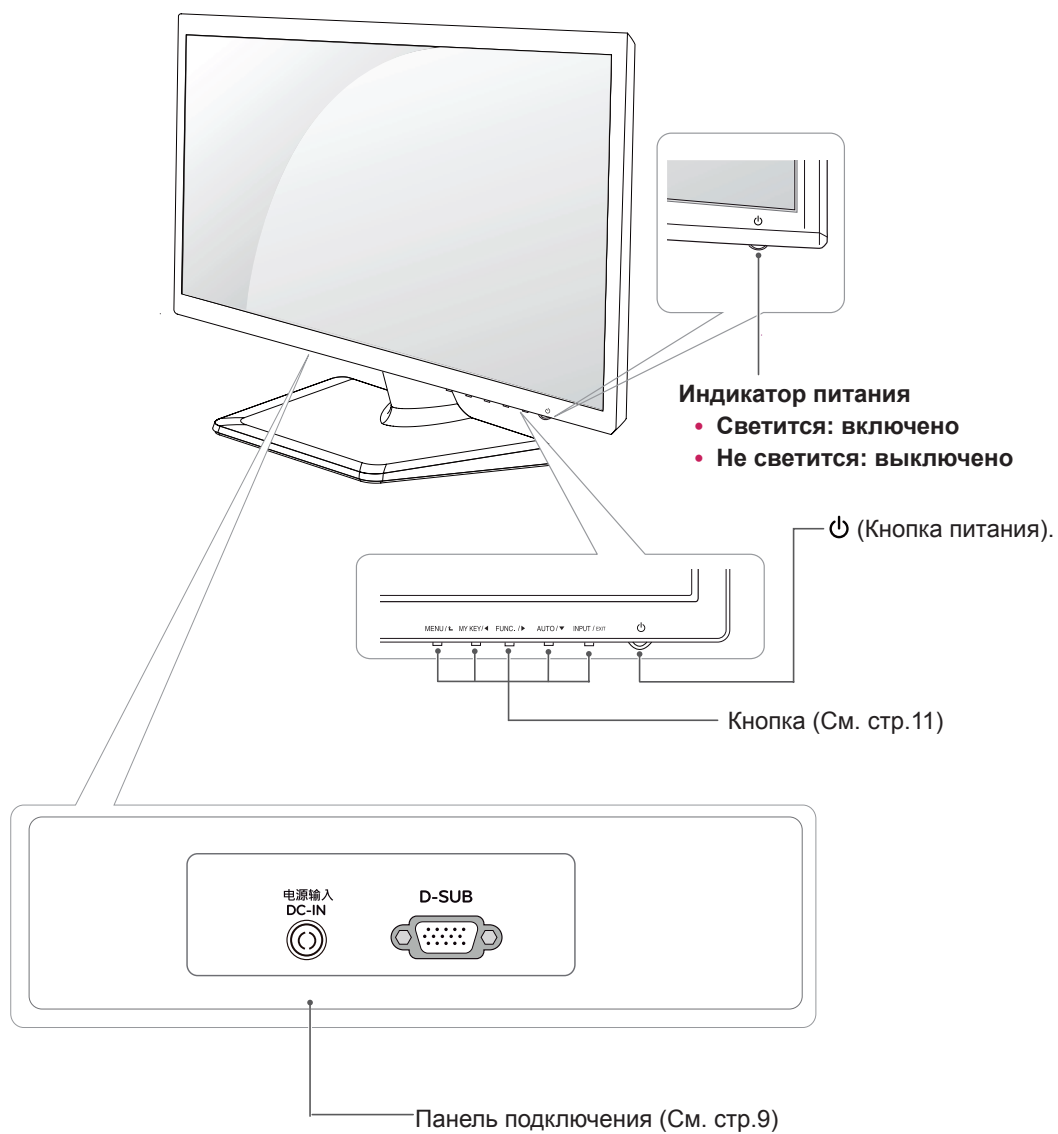 Индикатор питания
• Светится: включено
• Не светится: выключено
(Кнопка питания).
MENU / MY KEY/◄ FUNC. /► AUTO /▼ INPUT / EXIT
Кнопка (См. стр.11)
电源输入
DC-IN
D-SUB
Панель подключения (См. стр.9)